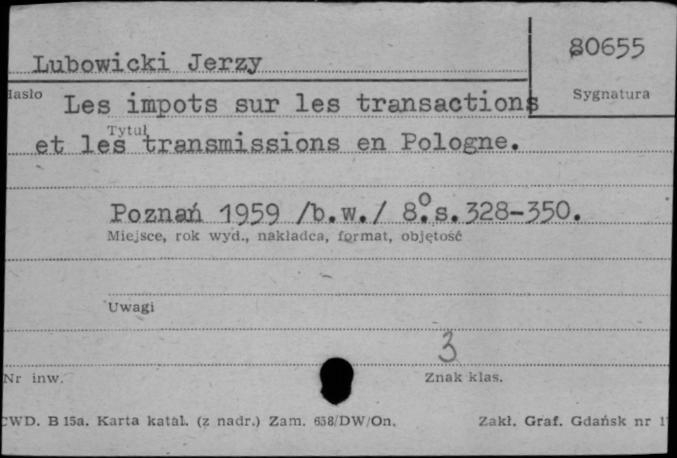 80655
Lubowicki Jerzy
Sygnatura
Hasło
Les impots sur les transactions
Tytuł
et les transmissions en Pologne.
Poznań 1959 /b.w./ 8° s.328-350.
Miejsce, rok wyd., nakładca, format, objętość
Uwagi
3
Nr inw.
Znak klas.
CWD. B 15a. Karta katal. (z nadr.) Zam. 658/DW/On.
Zakł. Graf. Gdańsk nr